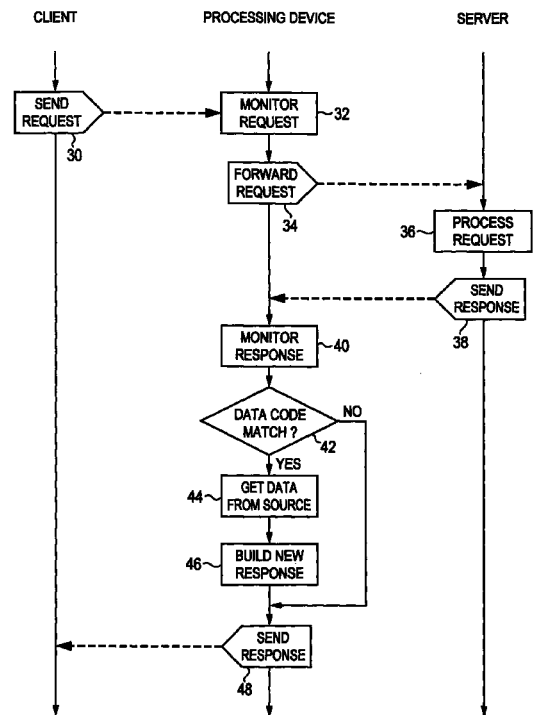 CLIENT
PROCESSING DEVICE
SERVER
SEND
REQUEST
30
MONITOR
REQUEST
32
FORWARD
REQUEST
34
36
PROCESS
REQUEST
SEND
RESPONSE
38
MONITOR
RESPONSE
40
DATA CODE
MATCH ?
NO
42
YES
44
GET DATA
FROM SOURCE
46
BUILD NEW
RESPONSE
SEND
RESPONSE
48